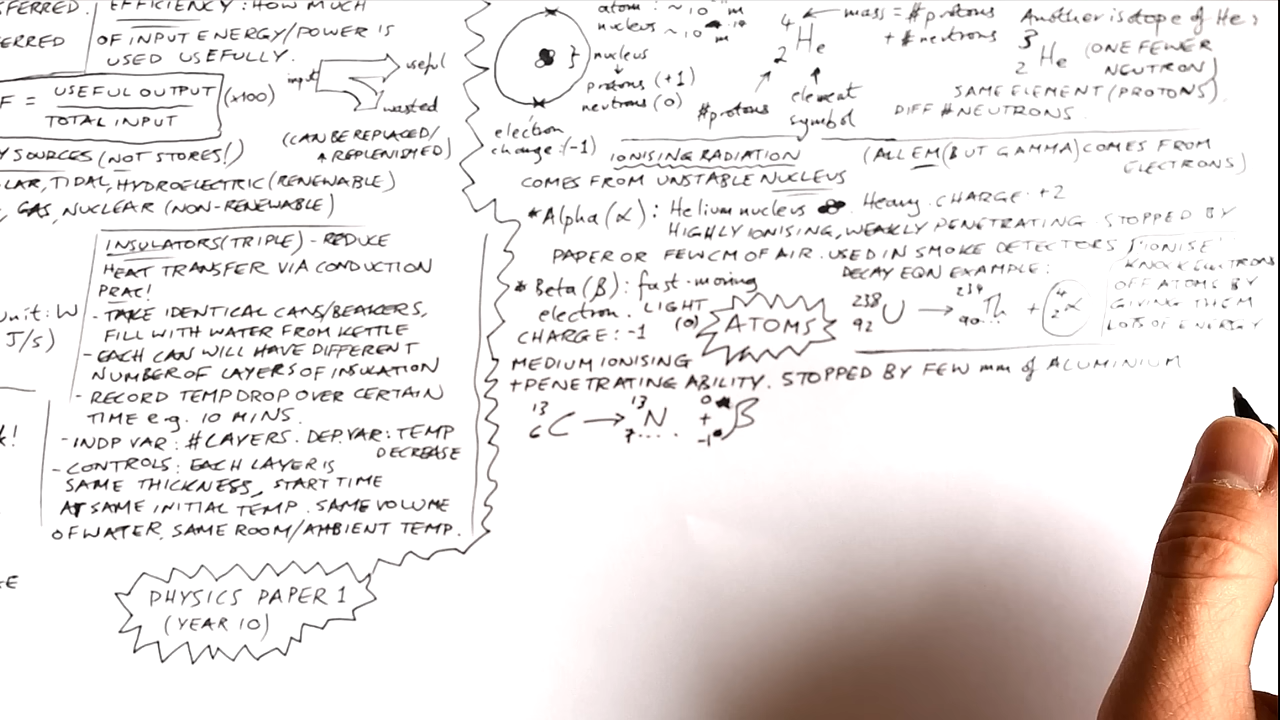 FERRED.
ERRED
EFFICIENCY: HOW MUCH
OF INPUT ENERGY/POWER IS
USED USEFULLY.
F = USEFUL OUTPUT (x100)
TOTAL INPUT
input
useful
wasted
(CAN BE REPLACED/
REPLENISHED)
Y SOURCES (NOT STORES!)
LAR, TIDAL, HYDROELECTRIC (RENEWABLE)
, GAS, NUCLEAR (NON-RENEWABLE)
INSULATORS (TRIPLE) - REDUCE
HEAT TRANSFER VIA CONDUCTION
PRAC!
- TAKE IDENTICAL CANS/BEAKERS,
FILL WITH WATER FROM KETTLE
- EACH CAN WILL HAVE DIFFERENT
NUMBER OF LAYERS OF INSULATION
- RECORD TEMP DROP OVER CERTAIN
TIME e.g. 10 MINS.
- INDP VAR: #LAYERS. DEP. VAR: TEMP
DECREASE
- CONTROLS: EACH LAYER IS
SAME THICKNESS, START TIME
AT SAME INITIAL TEMP. SAME VOLUME
OF WATER, SAME ROOM/AMBIENT TEMP.
unit: W
J/s)
k!
PHYSICS PAPER 1
(YEAR 10)
atom: ~10 m
nucleus ~10 m
} nucleus
protons (+1)
neutrons (0)
electron
charge: (-1)
4
He
2
mass = #protons
+ #neutrons
#protons
element
symbol
Another isotope of He:
3
He (ONE FEWER
2
NEUTRON)
SAME ELEMENT (PROTONS).
DIFF #NEUTRONS.
IONISING RADIATION
(ALL EM (BUT GAMMA) COMES FROM
ELECTRONS)
COMES FROM UNSTABLE NUCLEUS
*Alpha (α): Helium nucleus. Heavy. CHARGE: +2
HIGHLY IONISING, WEAKLY PENETRATING. STOPPED BY
PAPER OR FEW CM OF AIR. USED IN SMOKE DETECTORS
"IONISE"
KNOCK ELECTRONS
OFF ATOMS BY
GIVING THEM
LOTS OF ENERGY
DECAY EQN EXAMPLE:
238 234 4
U → Th + α
92 90... 2
* Beta (β): fast-moving
electron. LIGHT
CHARGE: -1 (0)
ATOMS
MEDIUM IONISING
+ PENETRATING ABILITY. STOPPED BY FEW mm of ALUMINIUM
13 13 0
C → N + β
6 7.... -1